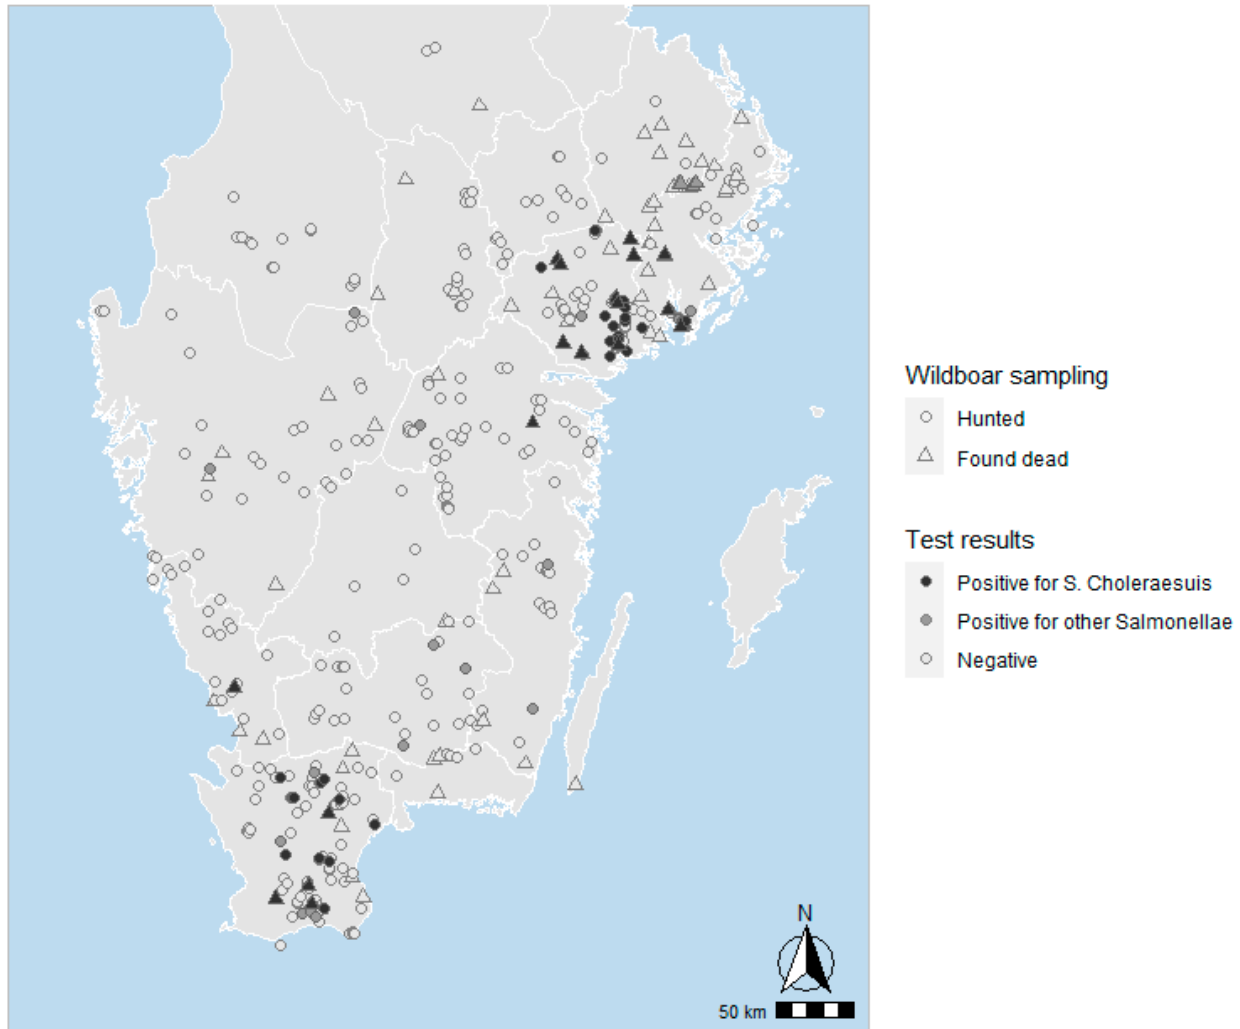 Wildboar sampling
Hunted
Found dead
Test results
Positive for S. Choleraesuis
Positive for other Salmonellae
Negative
N
50 km